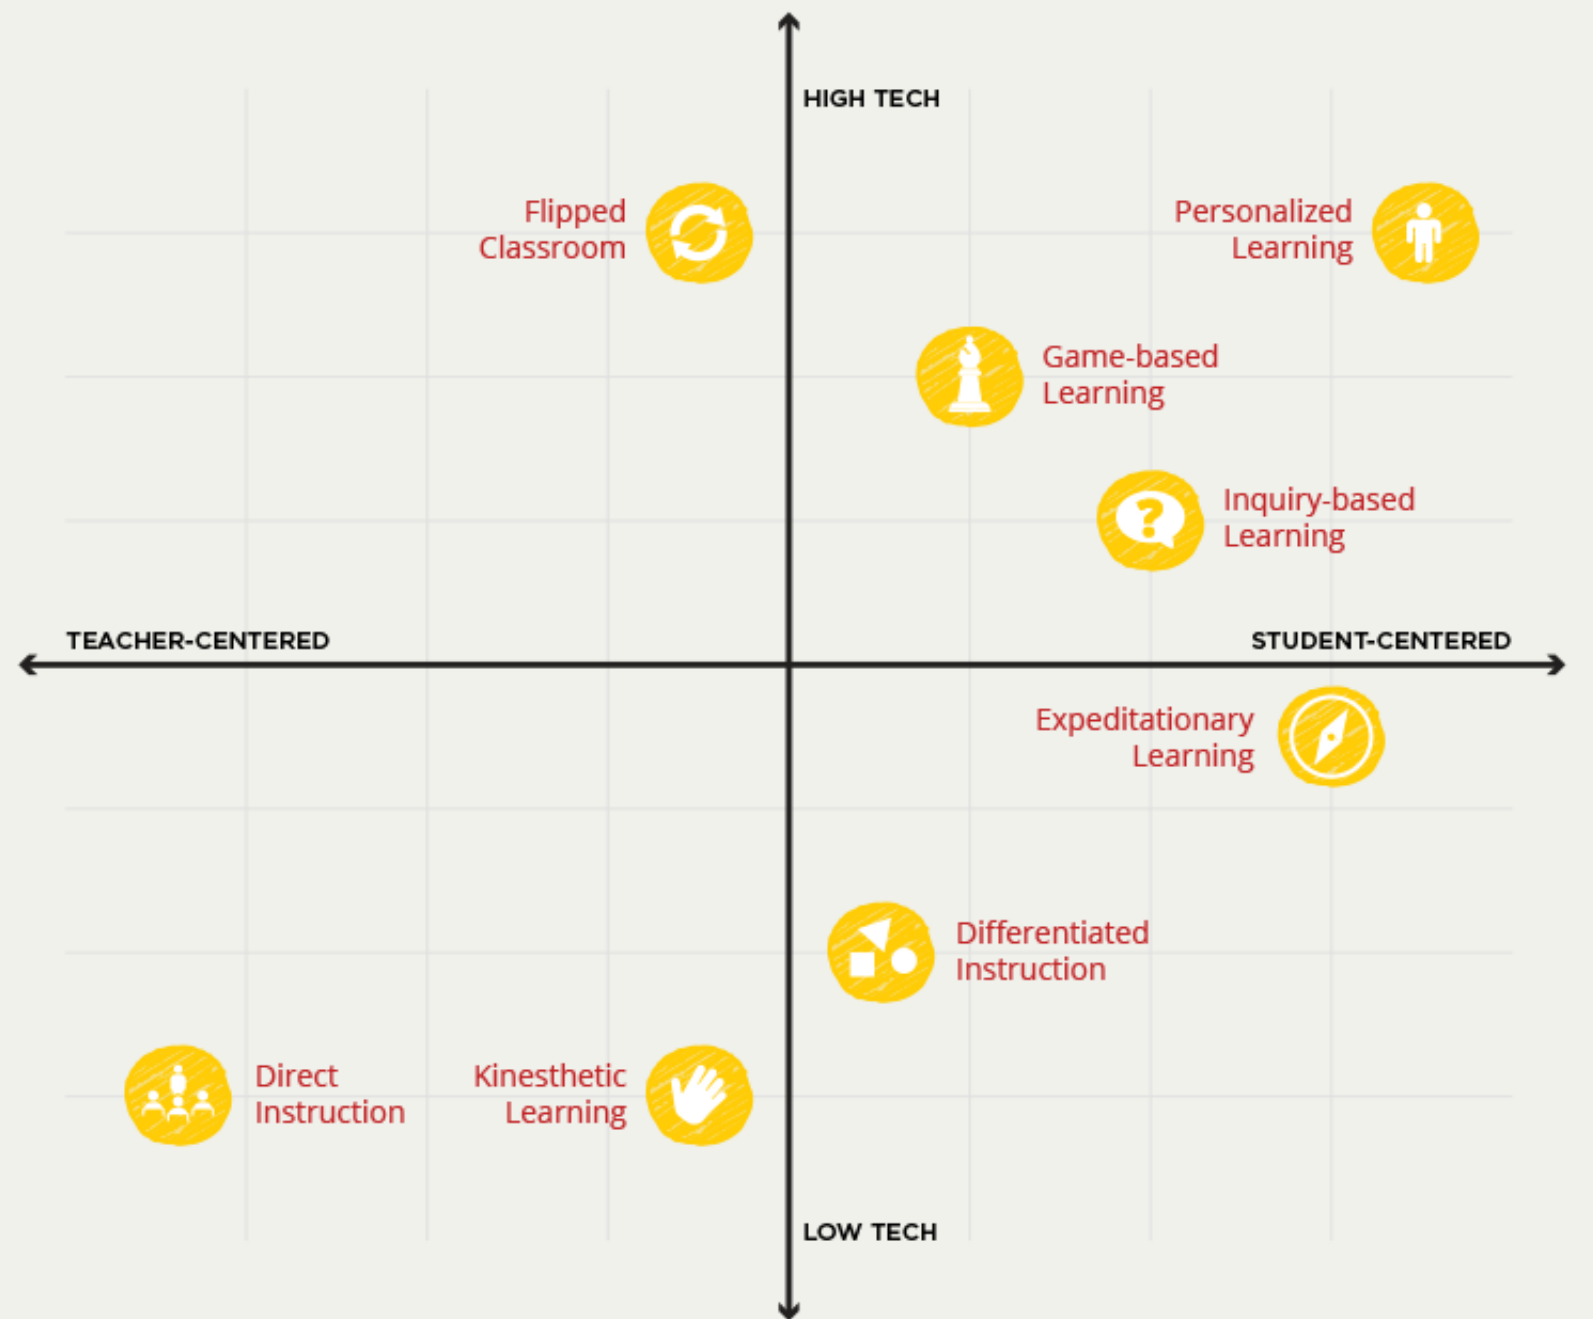 HIGH TECH
Flipped
Classroom
Personalized
Learning
Game-based
Learning
Inquiry-based
Learning
TEACHER-CENTERED
STUDENT-CENTERED
Expeditationary
Learning
Differentiated
Instruction
Direct
Instruction
Kinesthetic
Learning
LOW TECH